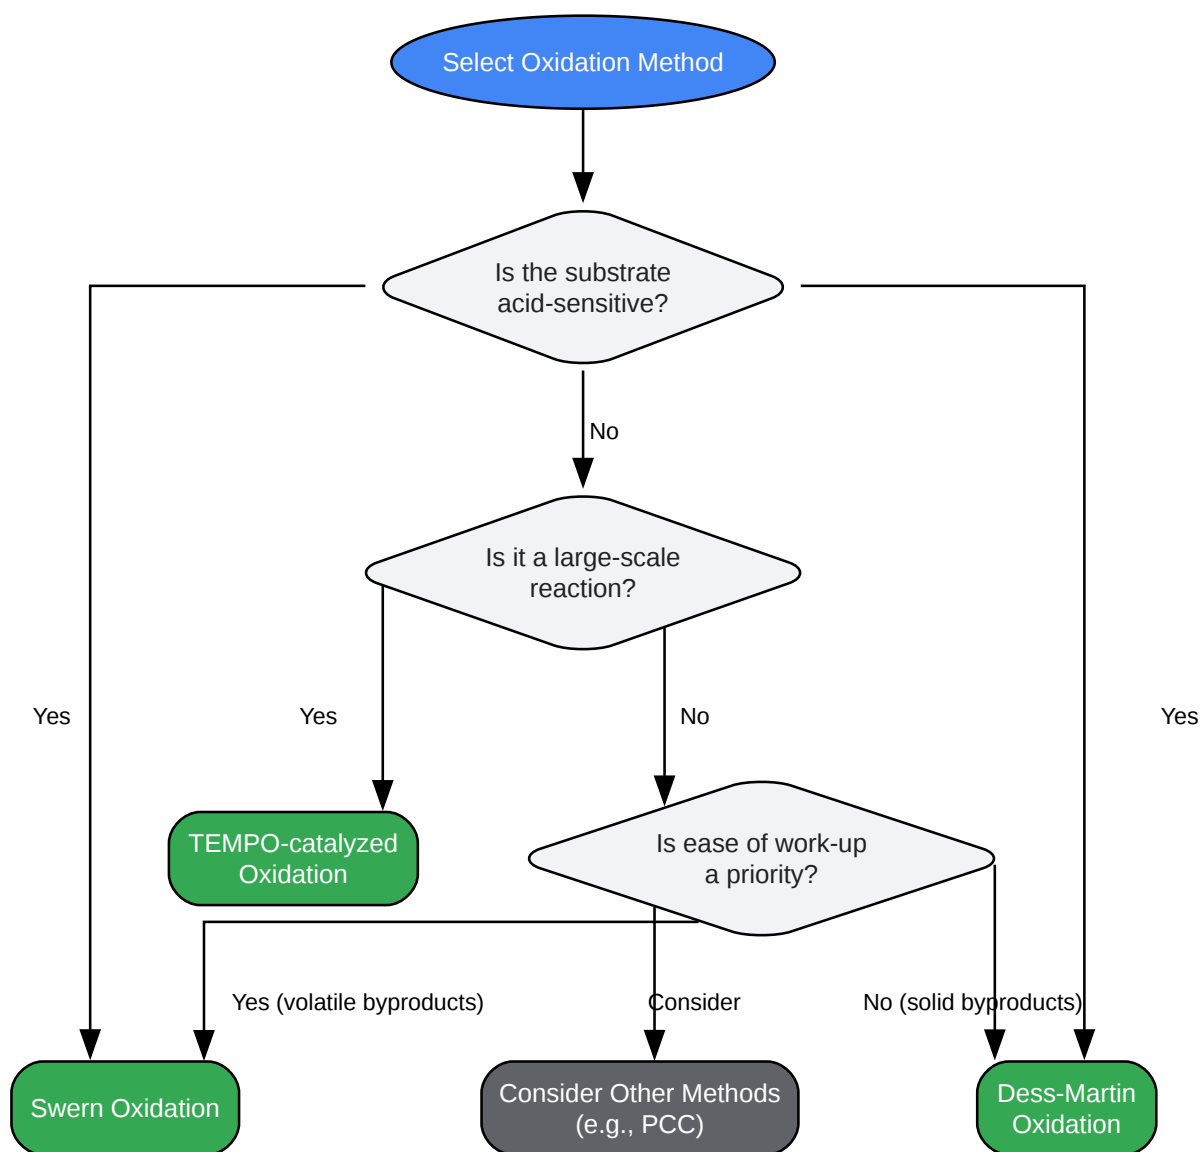 Select Oxidation Method
Is the substrate
acid-sensitive?
No
Is it a large-scale
reaction?
Yes
Yes
No
Yes
TEMPO-catalyzed
Oxidation
Is ease of work-up
a priority?
Yes (volatile byproducts)
Consider
No (solid byproducts)
Swern Oxidation
Consider Other Methods
(e.g., PCC)
Dess-Martin
Oxidation